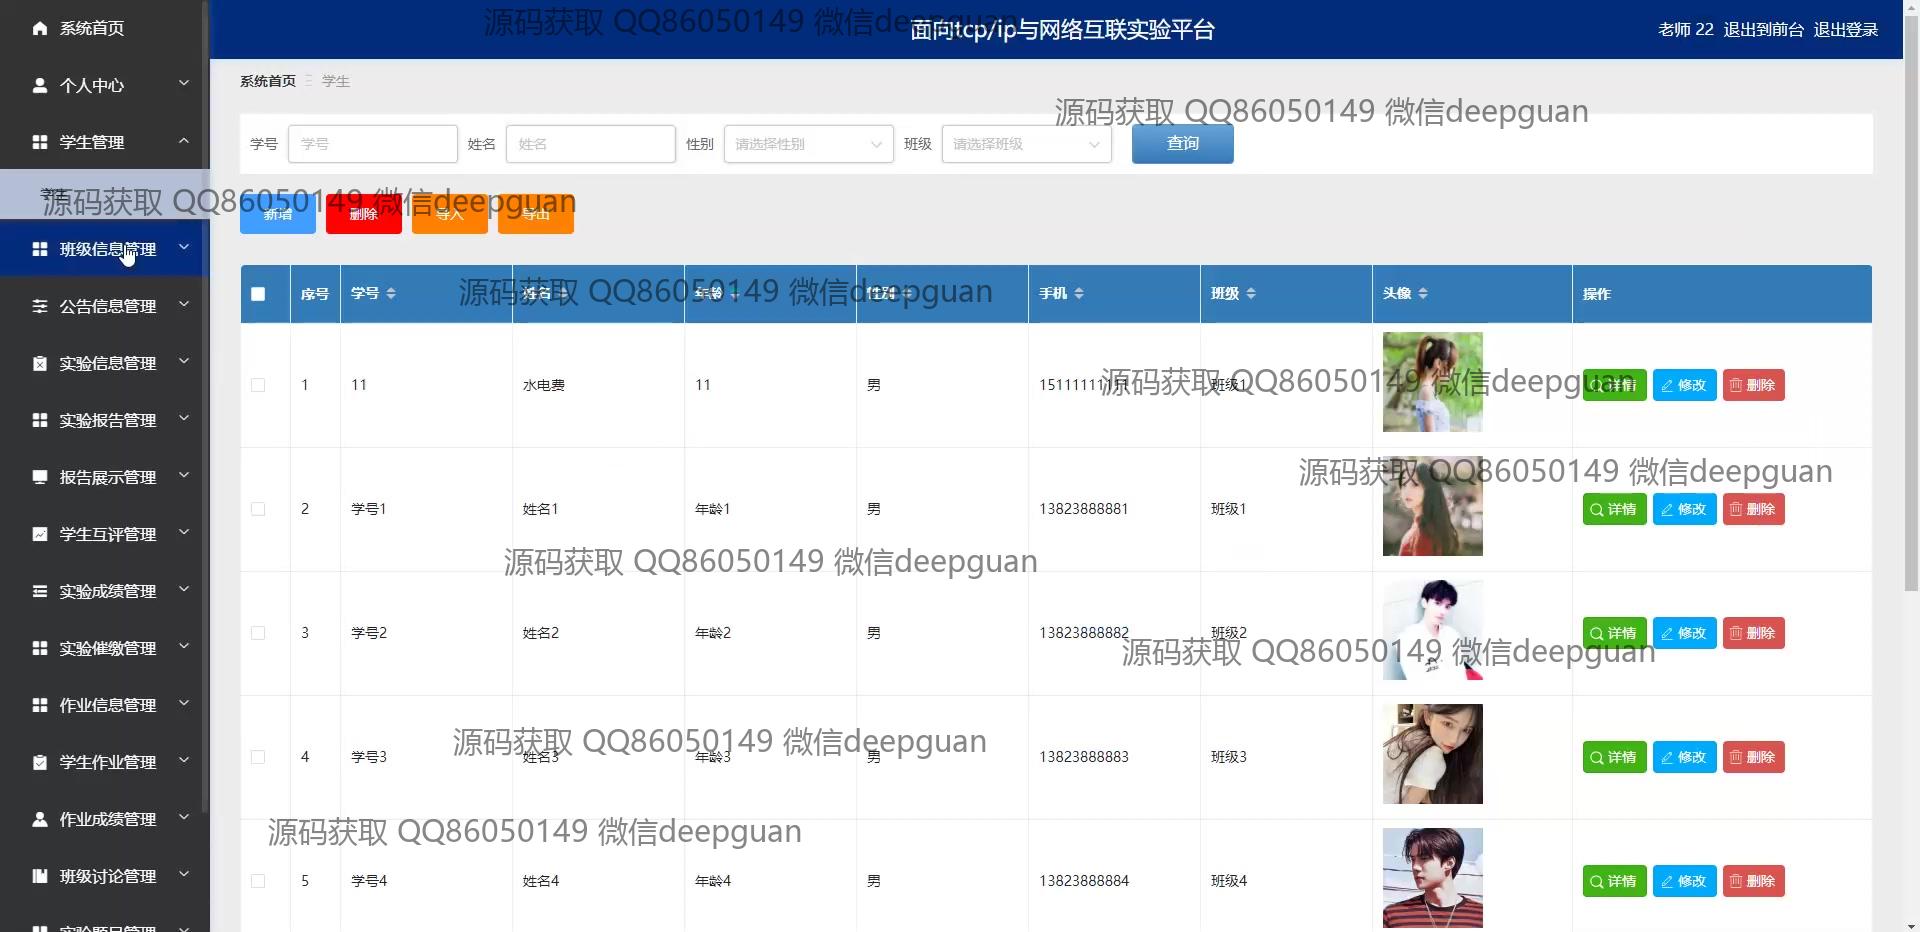 源码获取 QQ86050149 微信deepguan
面向tcp/ip与网络互联实验平台
老师 22 退出到前台 退出登录
系统首页
个人中心
学生管理
学生
班级信息管理
公告信息管理
实验信息管理
实验报告管理
报告展示管理
学生互评管理
实验成绩管理
实验催缴管理
作业信息管理
学生作业管理
作业成绩管理
班级讨论管理
实验题目管理
系统首页 学生
源码获取 QQ86050149 微信deepguan
学号 学号 姓名 姓名 性别 请选择性别 班级 请选择班级 查询
源码获取 QQ86050149 微信deepguan
新增 删除 导入 导出
源码获取 QQ86050149 微信deepguan
序号 学号 姓名 年龄 性别 手机 班级 头像 操作
源码获取 QQ86050149 微信deepguan
1 11 水电费 11 男 15111111111 班级1 详情 修改 删除
源码获取 QQ86050149 微信deepguan
2 学号1 姓名1 年龄1 男 13823888881 班级1 详情 修改 删除
源码获取 QQ86050149 微信deepguan
3 学号2 姓名2 年龄2 男 13823888882 班级2 详情 修改 删除
源码获取 QQ86050149 微信deepguan
源码获取 QQ86050149 微信deepguan
4 学号3 姓名3 年龄3 男 13823888883 班级3 详情 修改 删除
源码获取 QQ86050149 微信deepguan
5 学号4 姓名4 年龄4 男 13823888884 班级4 详情 修改 删除